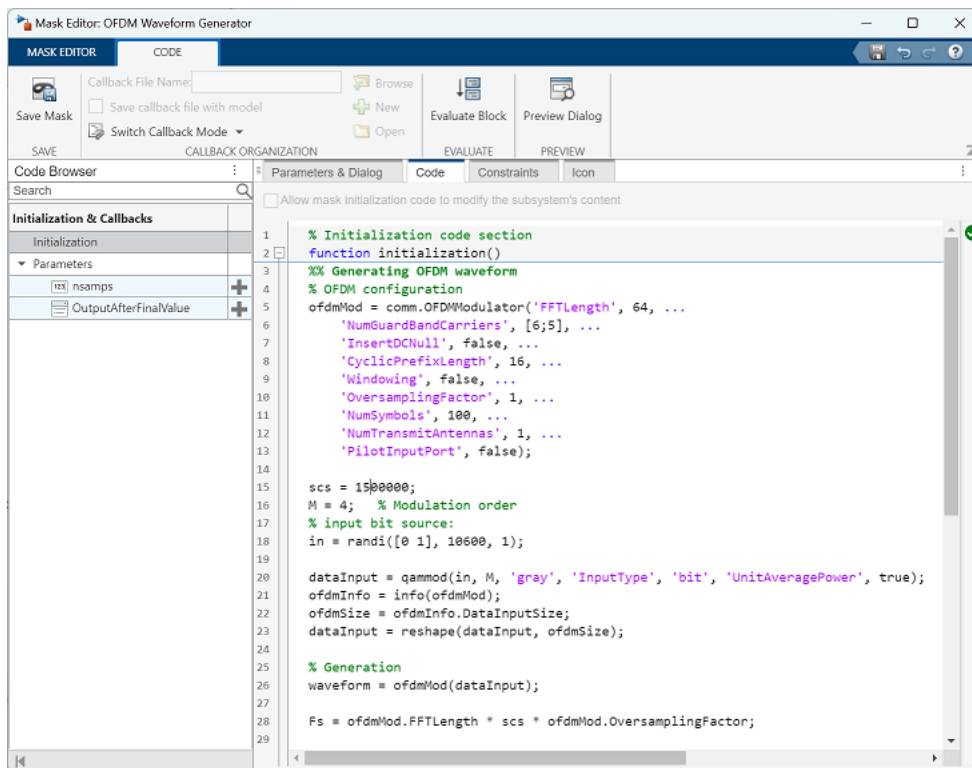 Mask Editor: OFDM Waveform Generator
MASK EDITOR
CODE
Save Mask
SAVE
Callback File Name:
Save callback file with model
Switch Callback Mode
Browse
New
Open
CALLBACK ORGANIZATION
Evaluate Block
EVALUATE
Preview Dialog
PREVIEW
Code Browser
Search
Initialization & Callbacks
Initialization
Parameters
123 nsamps
OutputAfterFinalValue
Parameters & Dialog
Code
Constraints
Icon
Allow mask initialization code to modify the subsystem's content
1 % Initialization code section
2 function initialization()
3 %% Generating OFDM waveform
4 % OFDM configuration
5 ofdmMod = comm.OFDMModulator('FFTLength', 64, ...
6 'NumGuardBandCarriers', [6;5], ...
7 'InsertDCNull', false, ...
8 'CyclicPrefixLength', 16, ...
9 'Windowing', false, ...
10 'OversamplingFactor', 1, ...
11 'NumSymbols', 100, ...
12 'NumTransmitAntennas', 1, ...
13 'PilotInputPort', false);
14
15 scs = 1500000;
16 M = 4; % Modulation order
17 % input bit source:
18 in = randi([0 1], 10600, 1);
19
20 dataInput = qammod(in, M, 'gray', 'InputType', 'bit', 'UnitAveragePower', true);
21 ofdmInfo = info(ofdmMod);
22 ofdmSize = ofdmInfo.DataInputSize;
23 dataInput = reshape(dataInput, ofdmSize);
24
25 % Generation
26 waveform = ofdmMod(dataInput);
27
28 Fs = ofdmMod.FFTLength * scs * ofdmMod.OversamplingFactor;
29